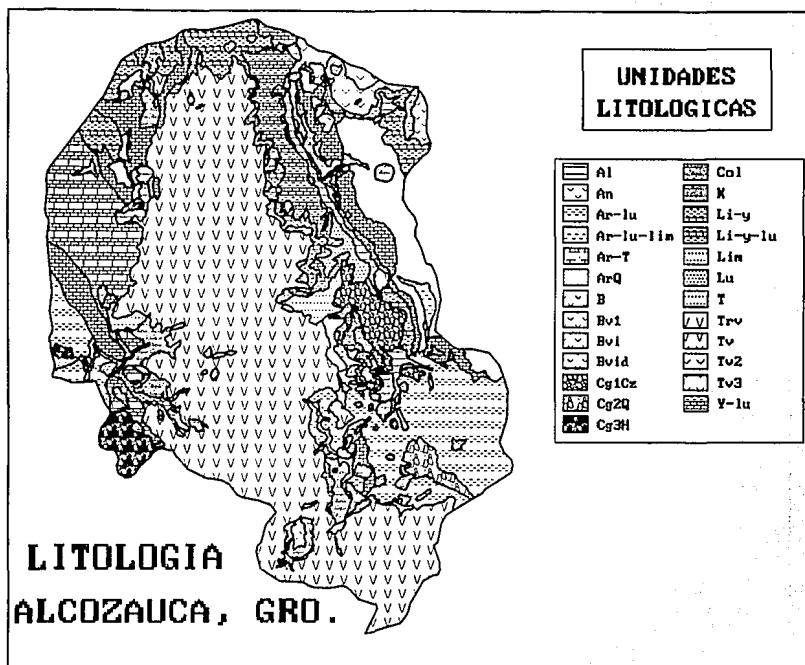 UNIDADES
LITOLOGICAS
Al
An
Ar-lu
Ar-lu-lim
Ar-T
ArQ
B
Bv1
Bvi
Bvid
Cg1Cz
Cg2Q
Cg3H
Col
K
Li-y
Li-y-lu
Lim
Lu
T
Trv
Tv
Tv2
Tv3
Y-lu
LITOLOGIA
ALCOZAUCA, GRO.